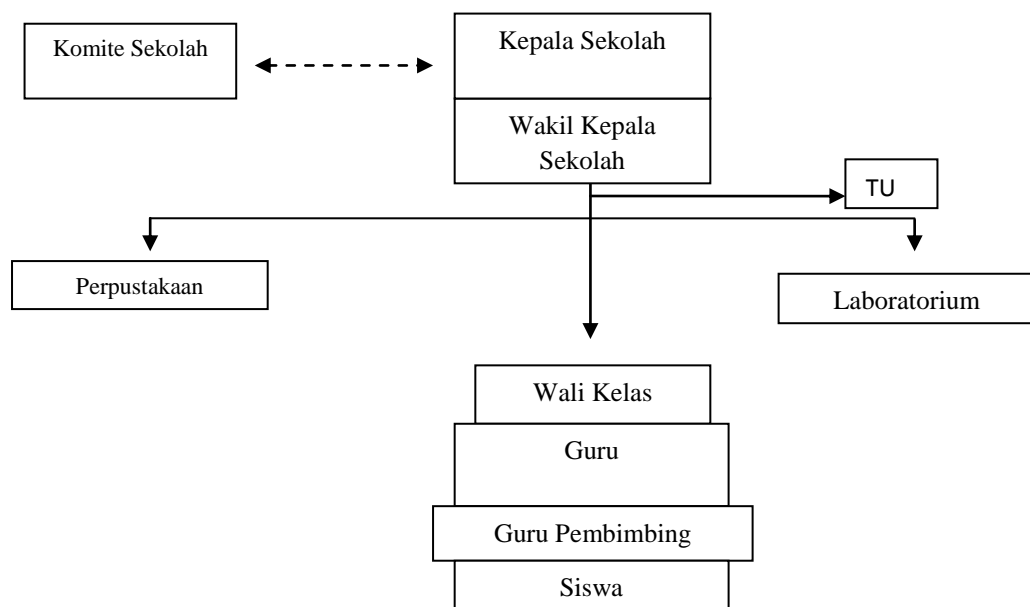 Komite Sekolah
Kepala Sekolah
Wakil Kepala
Sekolah
TU
Perpustakaan
Laboratorium
Wali Kelas
Guru
Guru Pembimbing
Siswa